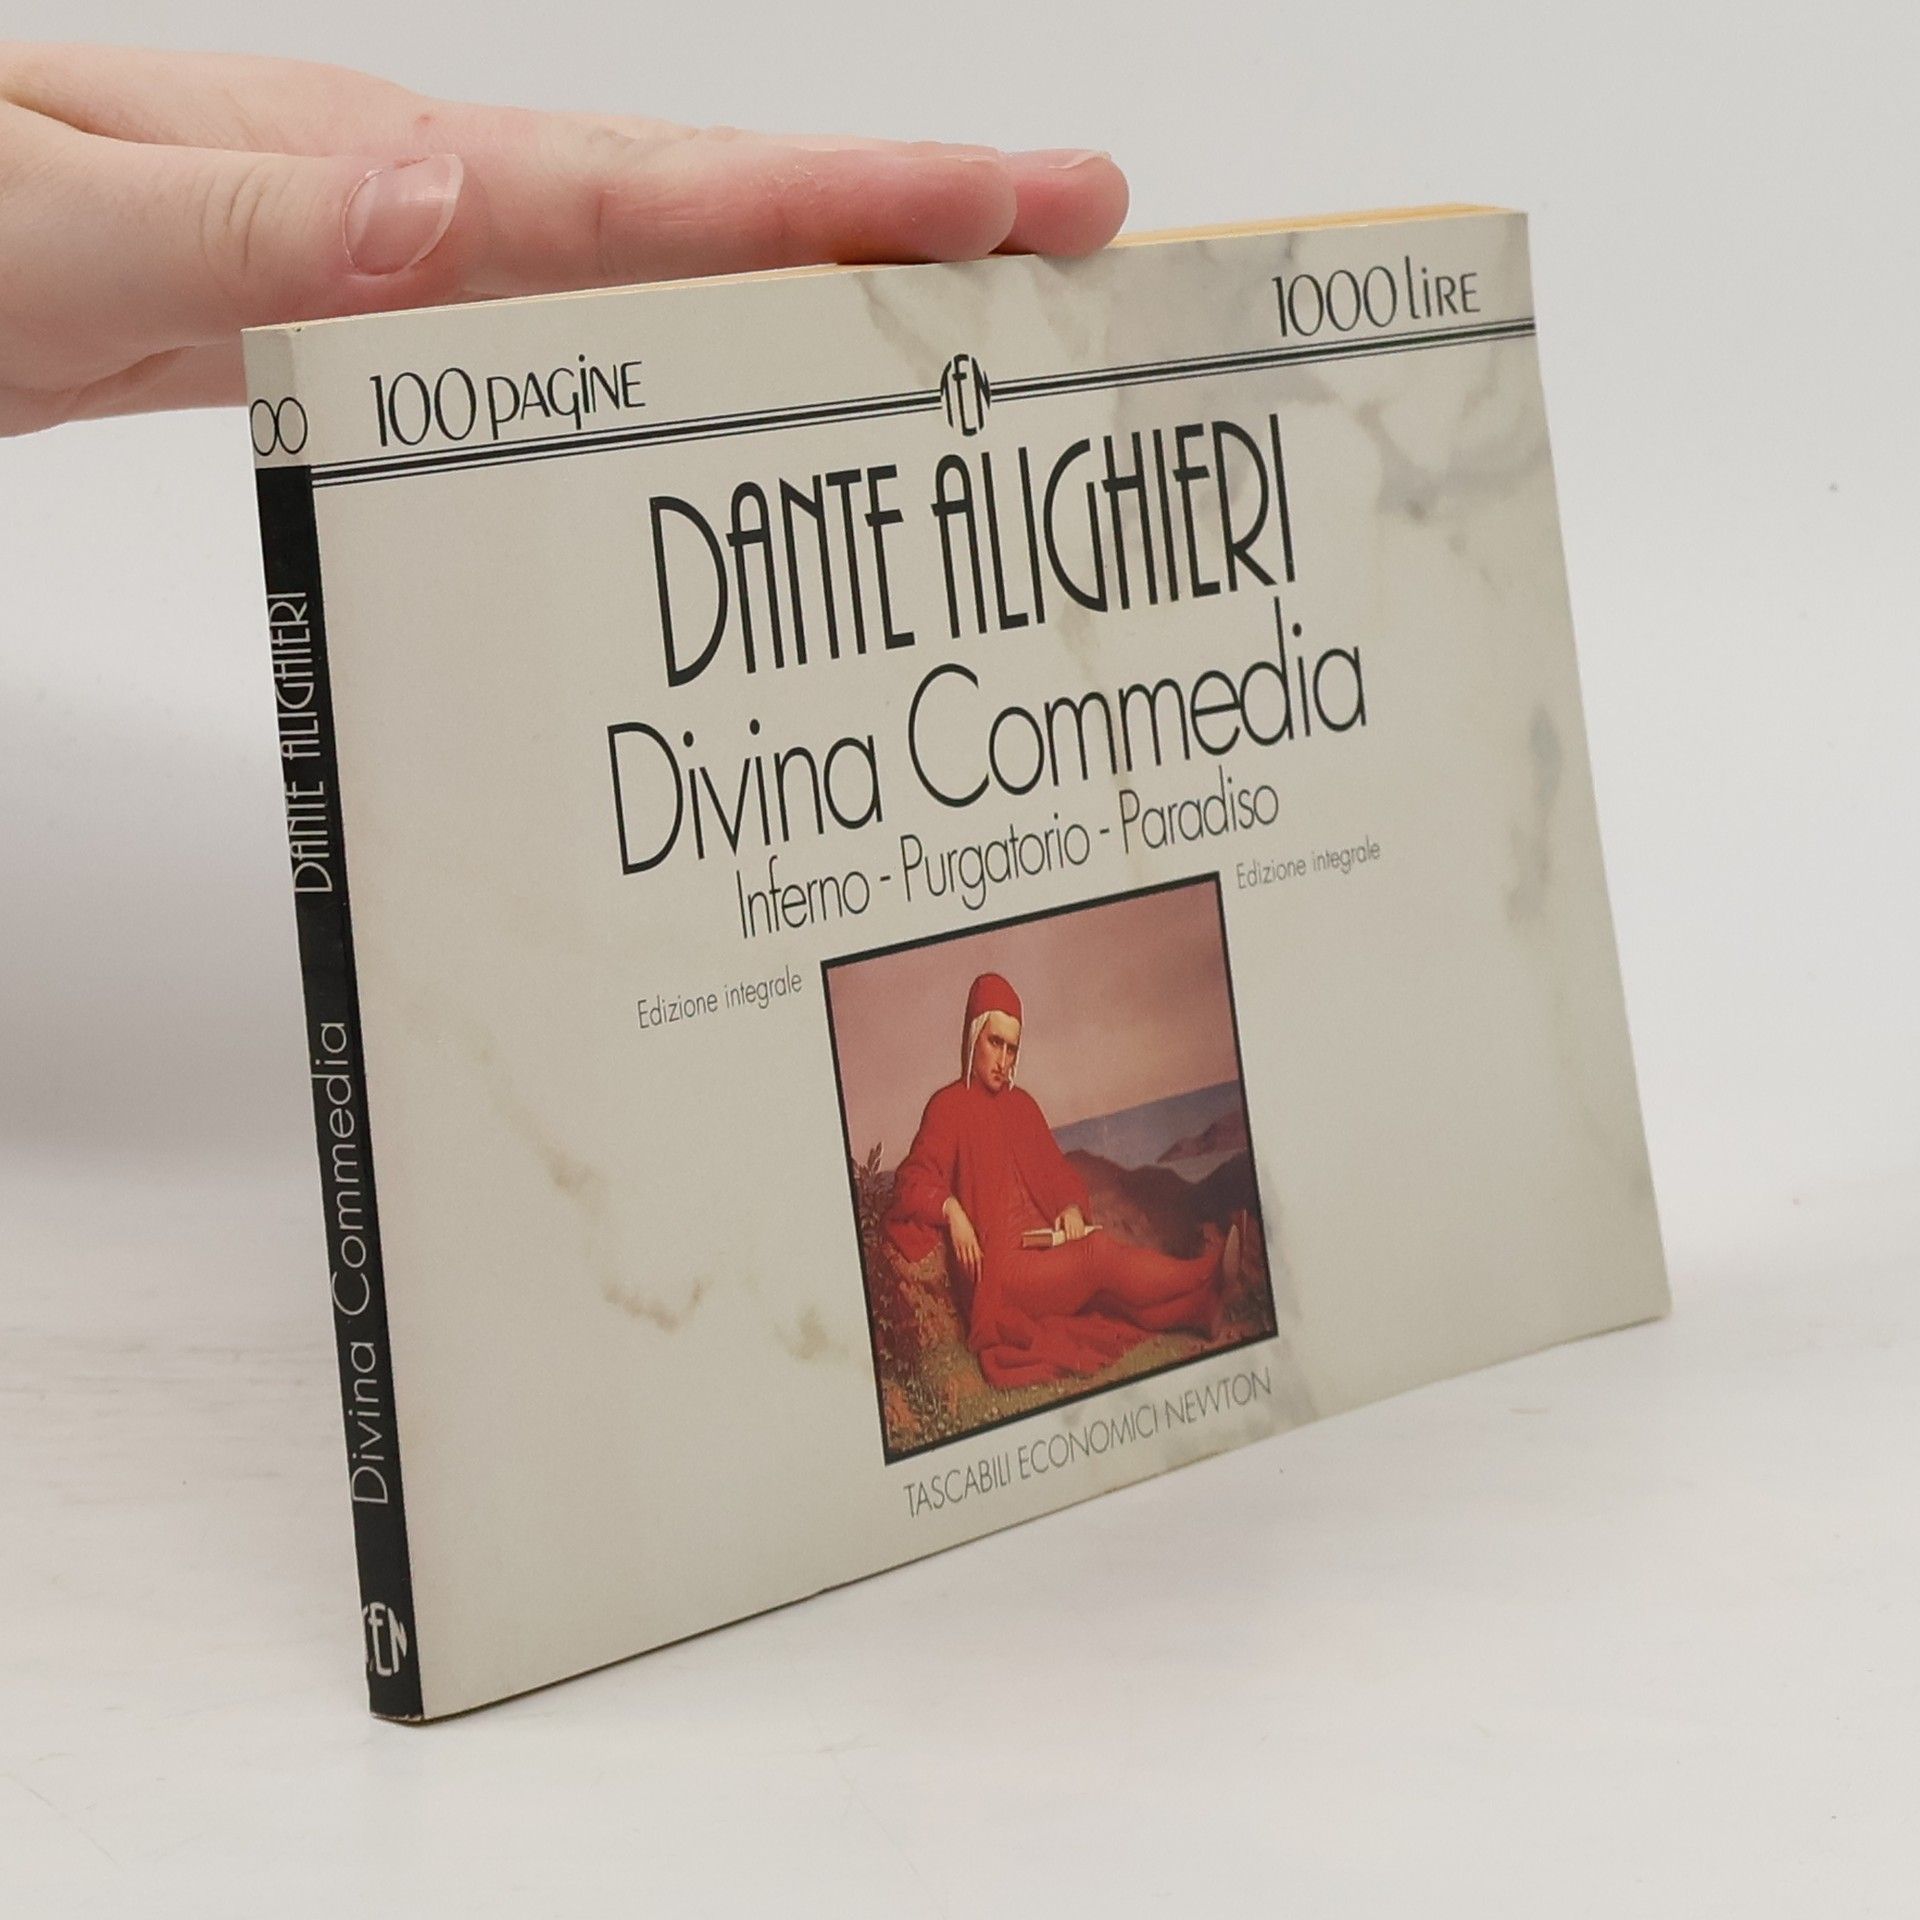 100 PAGINE
1000 LIRE
TEN
DANTE ALIGHIERI
Divina Commedia
Inferno - Purgatorio - Paradiso
Edizione integrale
Edizione integrale
TASCABILI ECONOMICI NEWTON
DANTE ALIGHIERI Divina Commedia
TEN